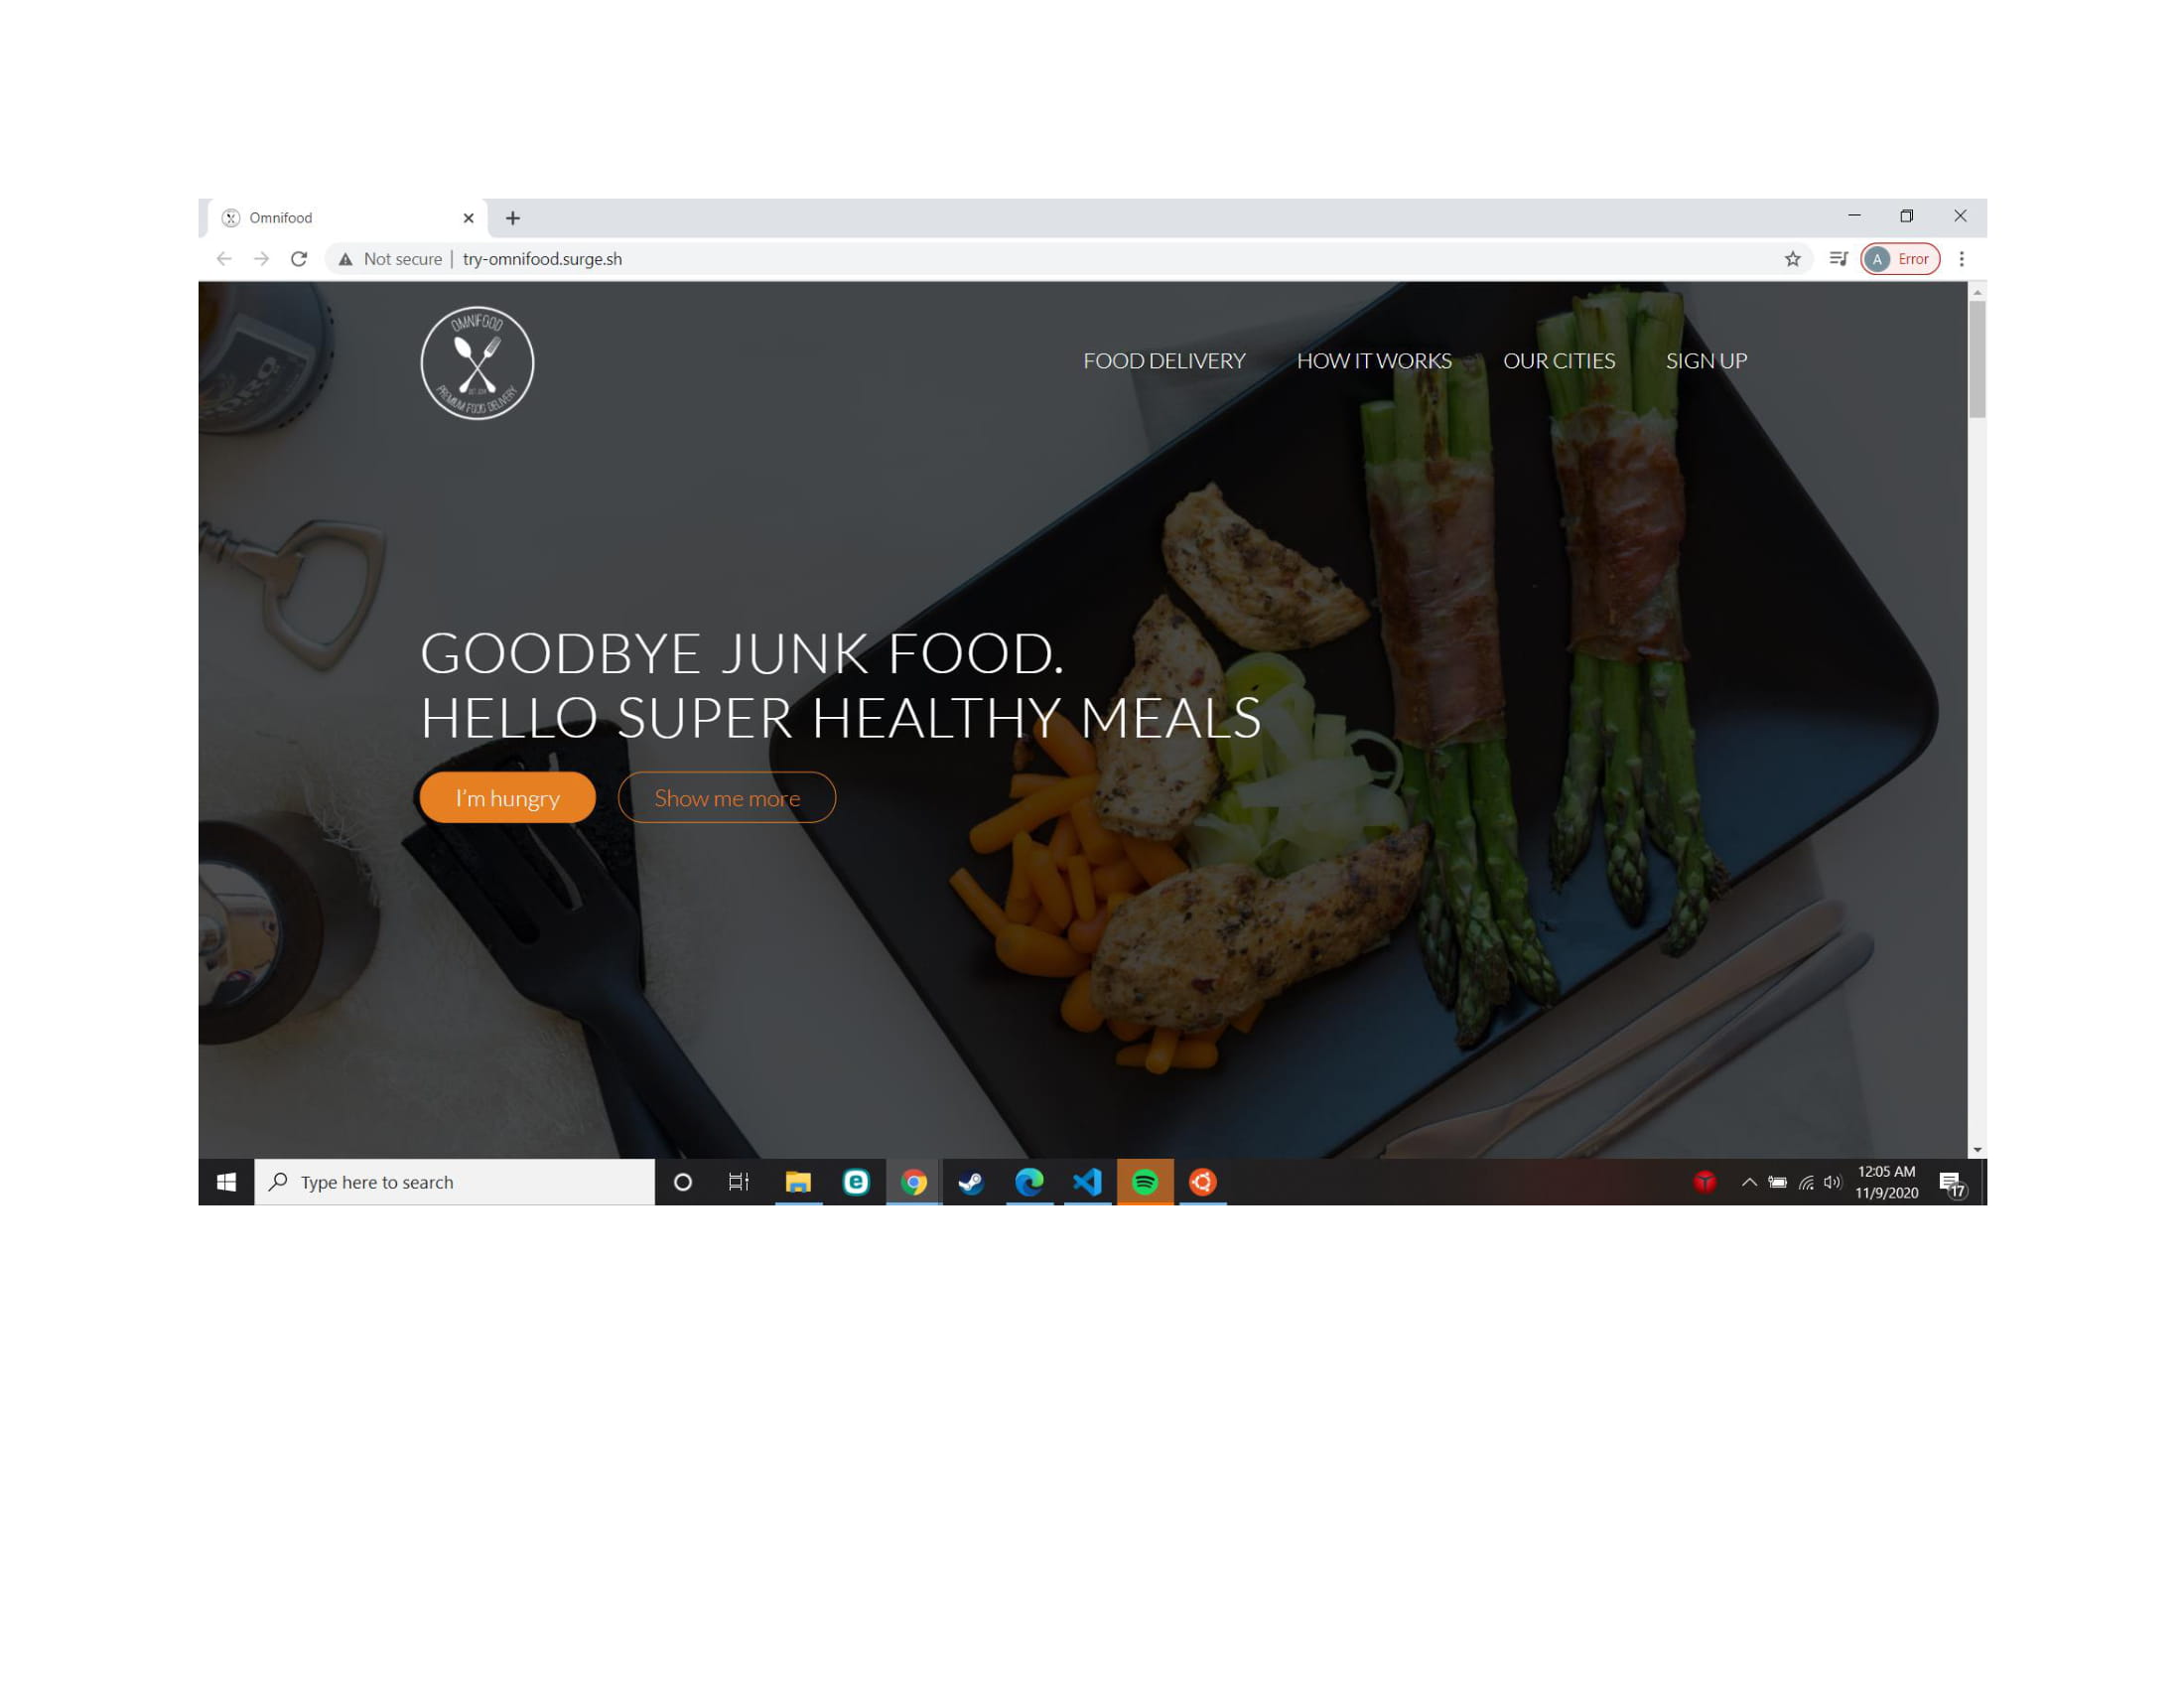 Omnifood
Not secure | try-omnifood.surge.sh
A Error
OMNIFOOD
PREMIUM FOOD DELIVERY
FOOD DELIVERY HOW IT WORKS OUR CITIES SIGN UP
GOODBYE JUNK FOOD.
HELLO SUPER HEALTHY MEALS
I'm hungry Show me more
Type here to search
12:05 AM
11/9/2020
17